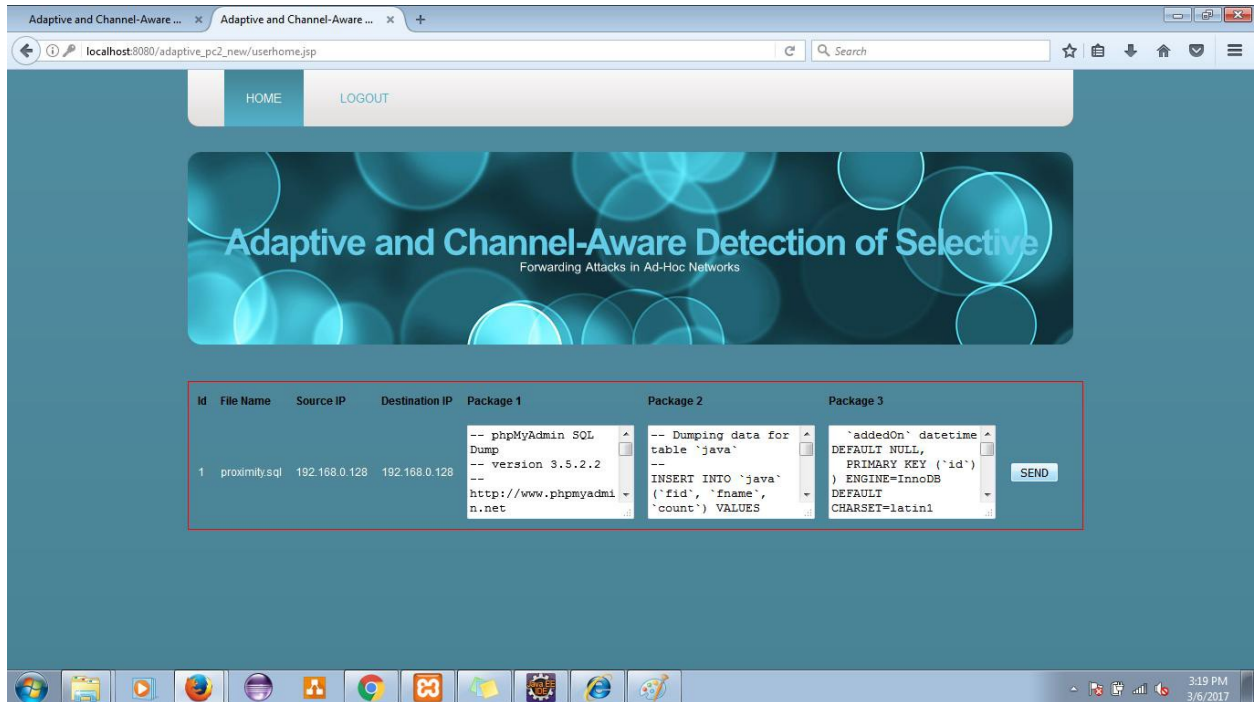 Adaptive and Channel-Aware ...
Adaptive and Channel-Aware ...
localhost:8080/adaptive_pc2_new/userhome.jsp
Search
HOME
LOGOUT
Adaptive and Channel-Aware Detection of Selective
Forwarding Attacks in Ad-Hoc Networks
Id File Name Source IP Destination IP Package 1 Package 2 Package 3
1 proximity.sql 192.168.0.128 192.168.0.128
-- phpMyAdmin SQL
Dump
-- version 3.5.2.2
--
http://www.phpmyadmi
n.net
-- Dumping data for
table `java`
--
INSERT INTO `java`
(`fid`, `fname`,
`count`) VALUES
`addedOn` datetime
DEFAULT NULL,
PRIMARY KEY (`id`)
) ENGINE=InnoDB
DEFAULT
CHARSET=latin1
SEND
Java EE
IDE
3:19 PM
3/6/2017